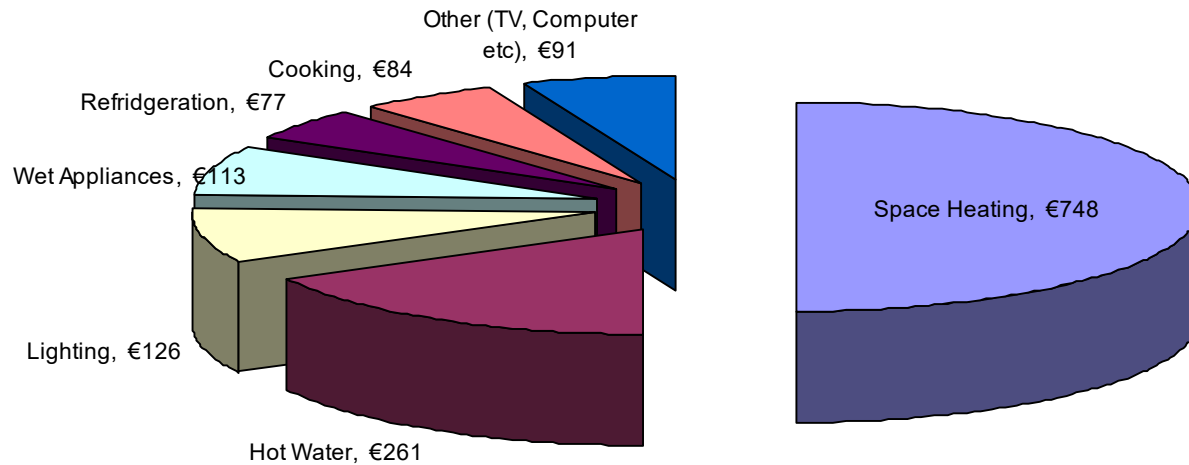 Other (TV, Computer
etc), €91
Cooking, €84
Refridgeration, €77
Wet Appliances, €113
Space Heating, €748
Lighting, €126
Hot Water, €261